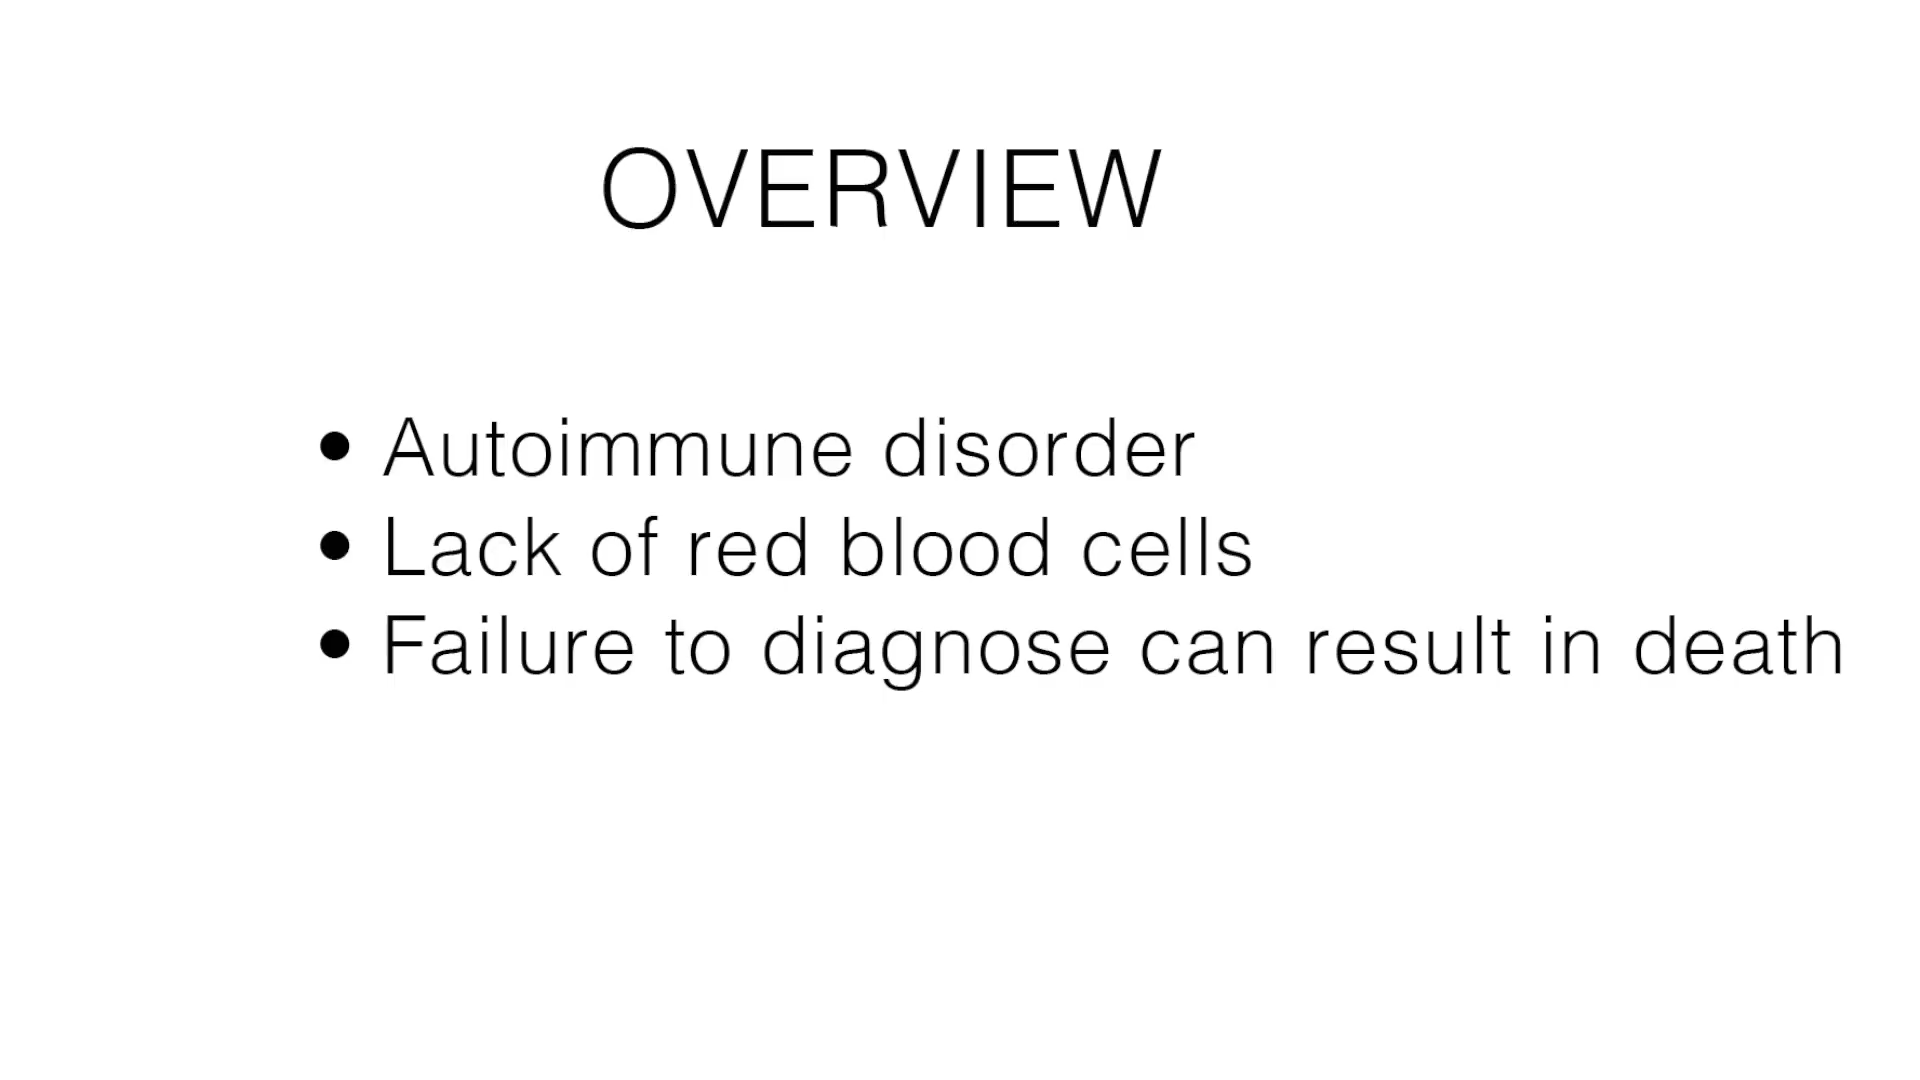 OVERVIEW
• Autoimmune disorder
• Lack of red blood cells
• Failure to diagnose can result in death